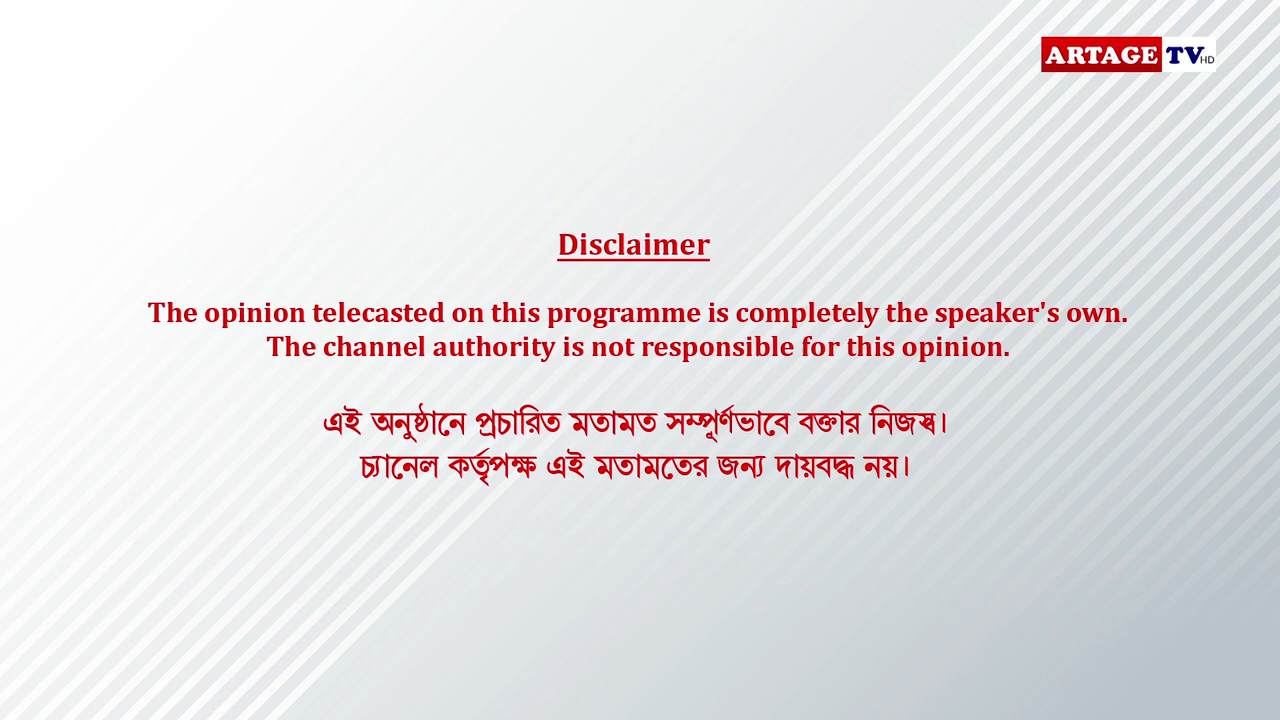 ARTAGE TV HD
Disclaimer
The opinion telecasted on this programme is completely the speaker's own.
The channel authority is not responsible for this opinion.
এই অনুষ্ঠানে প্রচারিত মতামত সম্পূর্ণভাবে বক্তার নিজস্ব।
চ্যানেল কর্তৃপক্ষ এই মতামতের জন্য দায়বদ্ধ নয়।